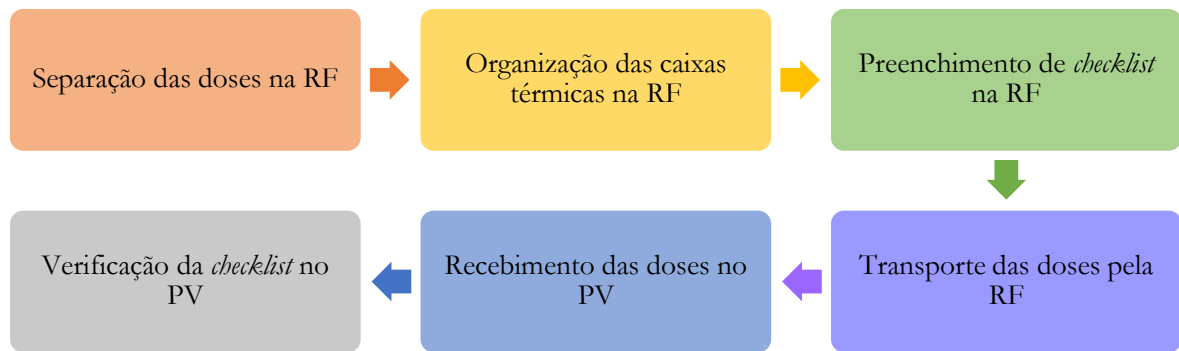 Separação das doses na RF
Organização das caixas
térmicas na RF
Preenchimento de checklist
na RF
Transporte das doses pela
RF
Recebimento das doses no
PV
Verificação da checklist no
PV